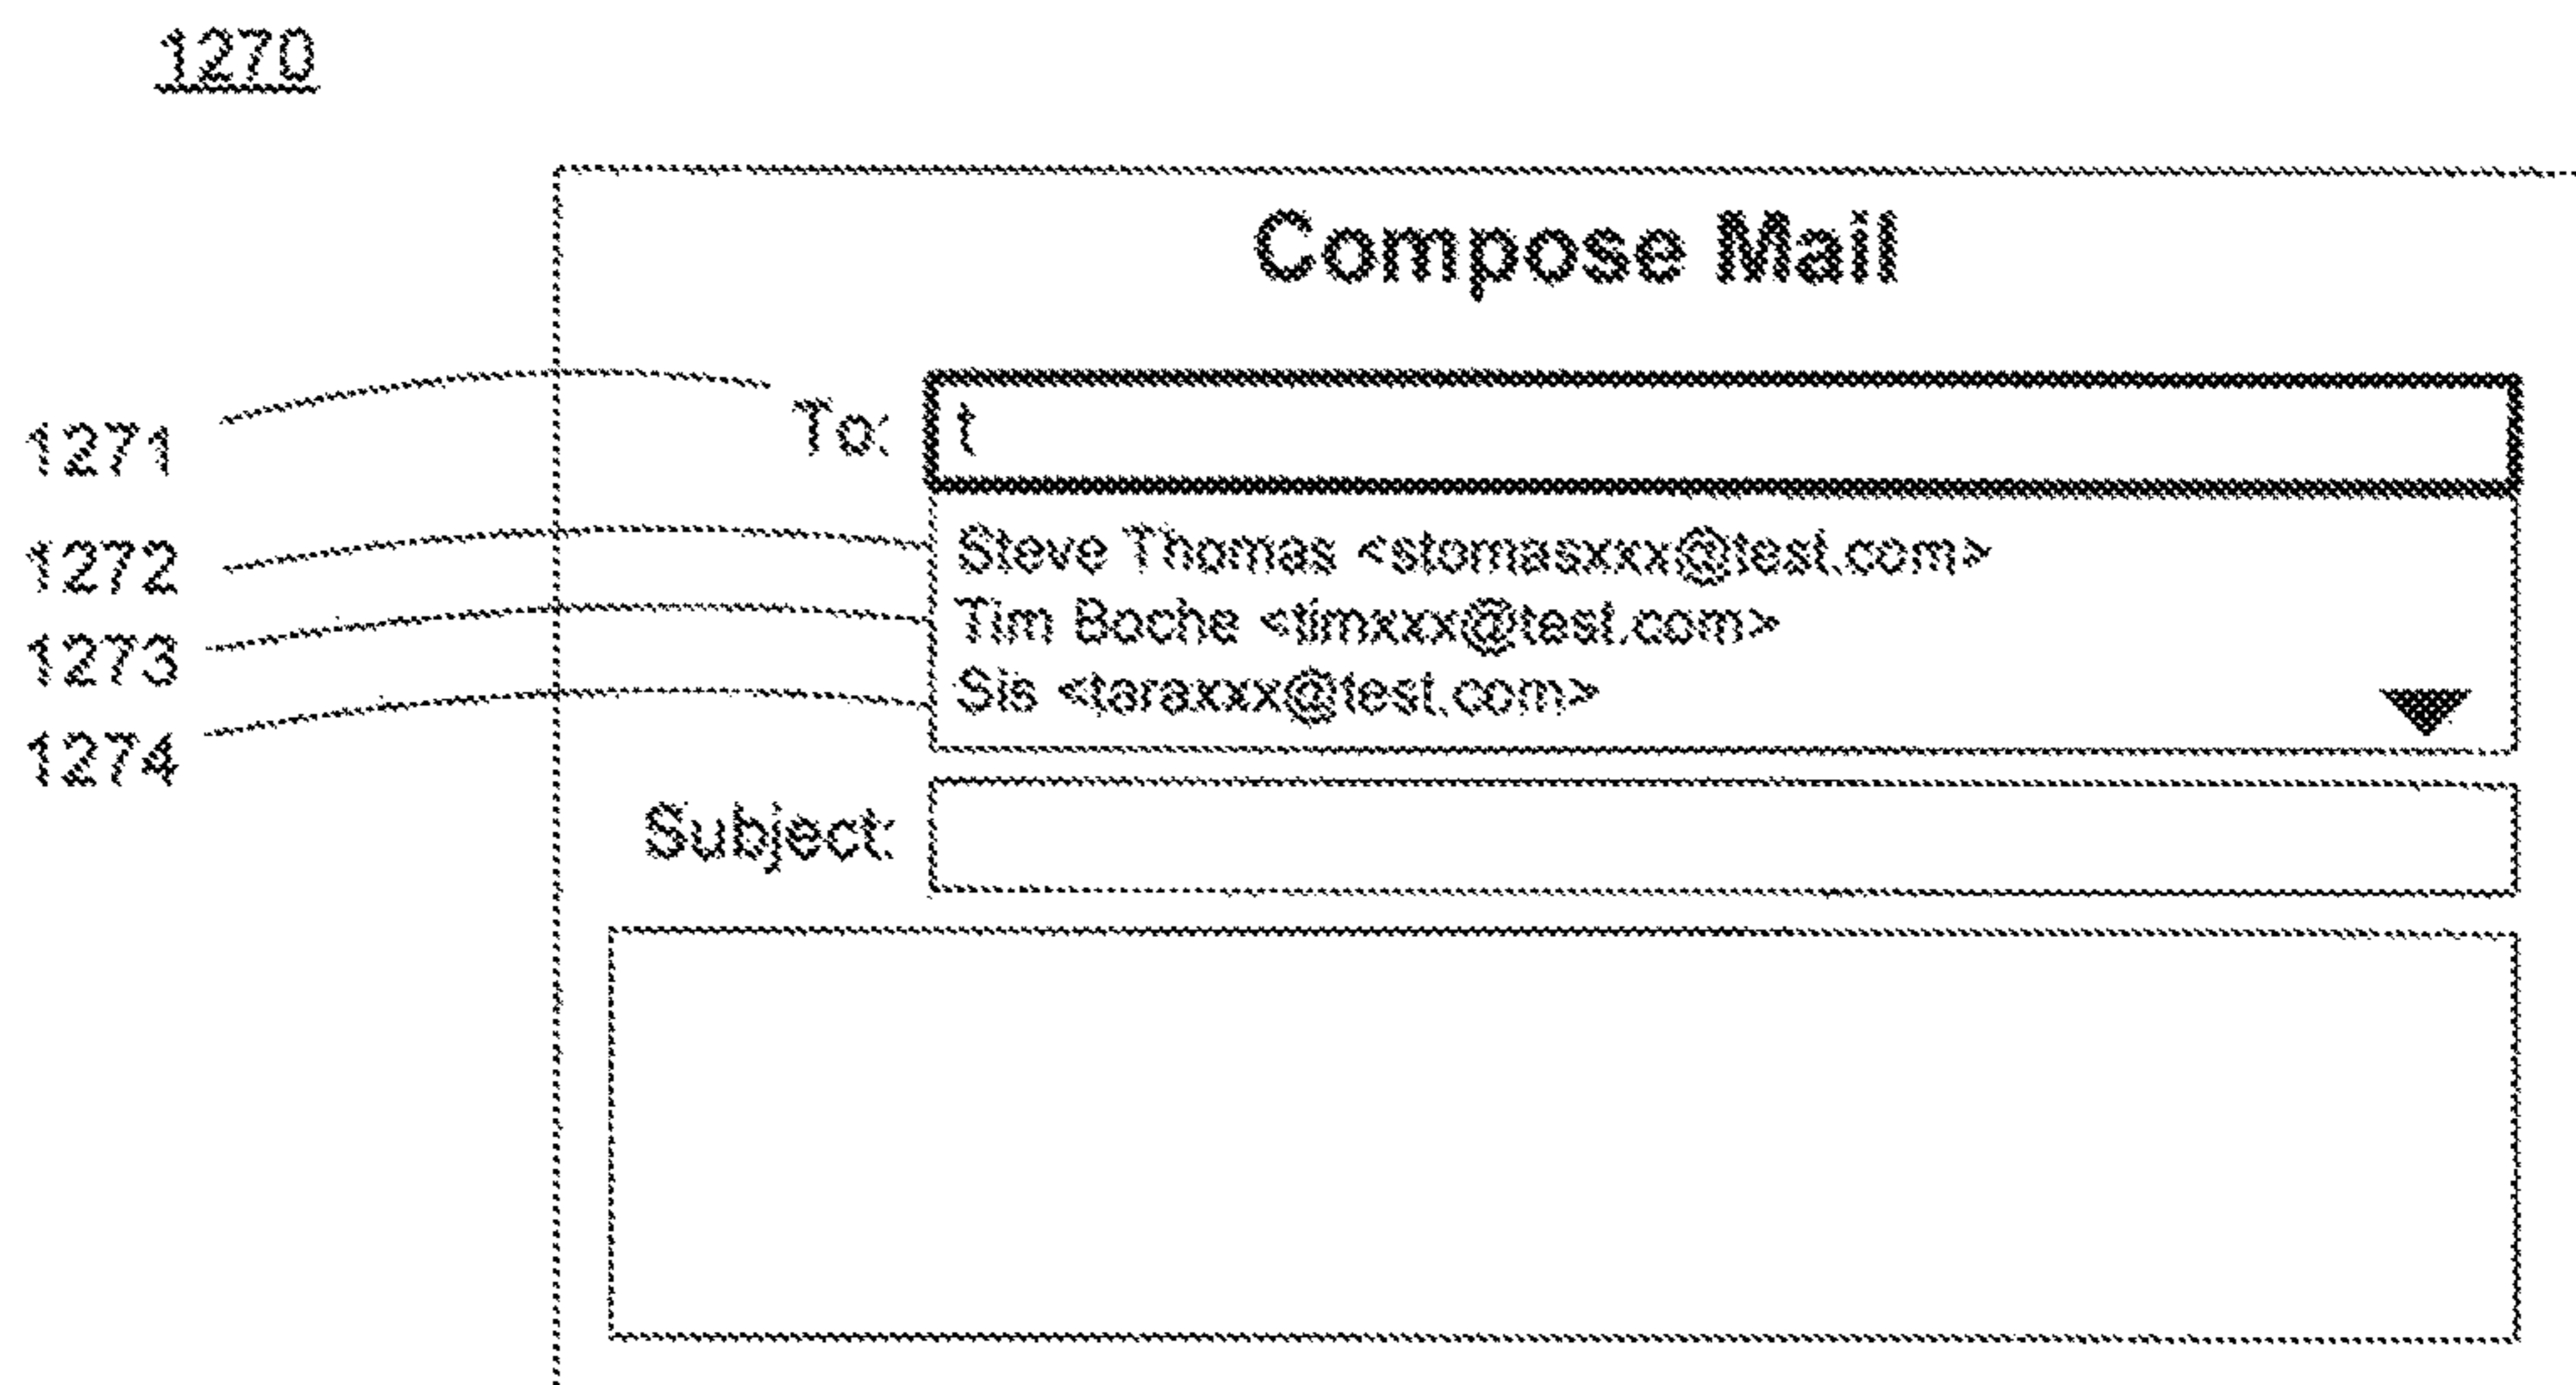 1270
Compose Mail
1271
To: t
1272
Steve Thomas <stomasxxx@test.com>
1273
Tim Boche <timxxx@test.com>
1274
Sis <taraxxx@test.com>
Subject: